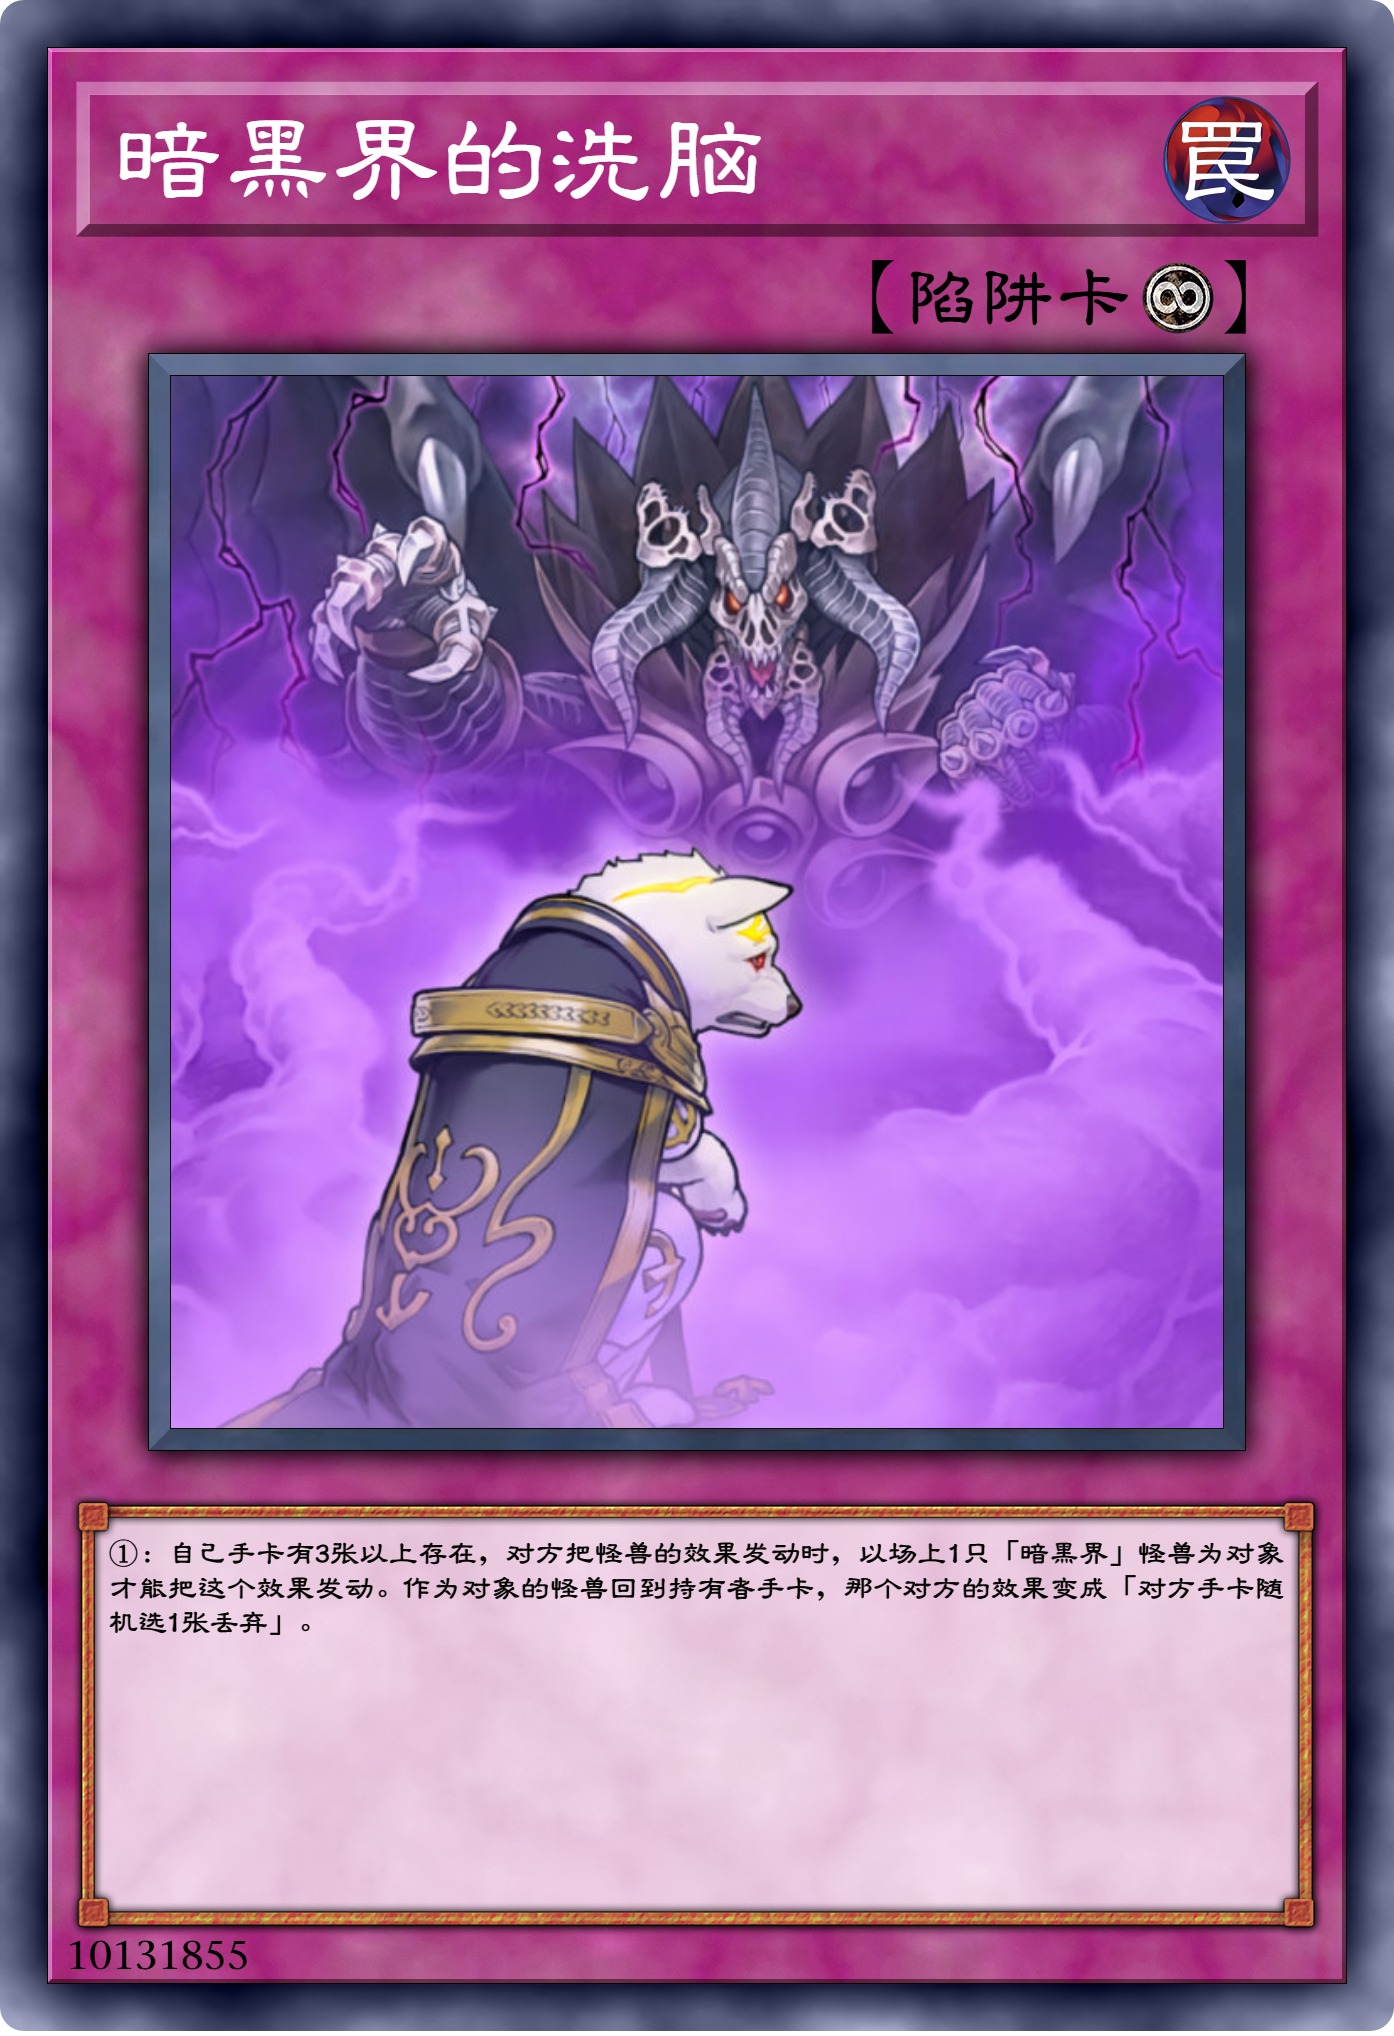 暗黑界的洗脑
罠
【陷阱卡♾】
①：自己手卡有3张以上存在，对方把怪兽的效果发动时，以场上1只「暗黑界」怪兽为对象
才能把这个效果发动。作为对象的怪兽回到持有者手卡，那个对方的效果变成「对方手卡随
机选1张丢弃」。
10131855